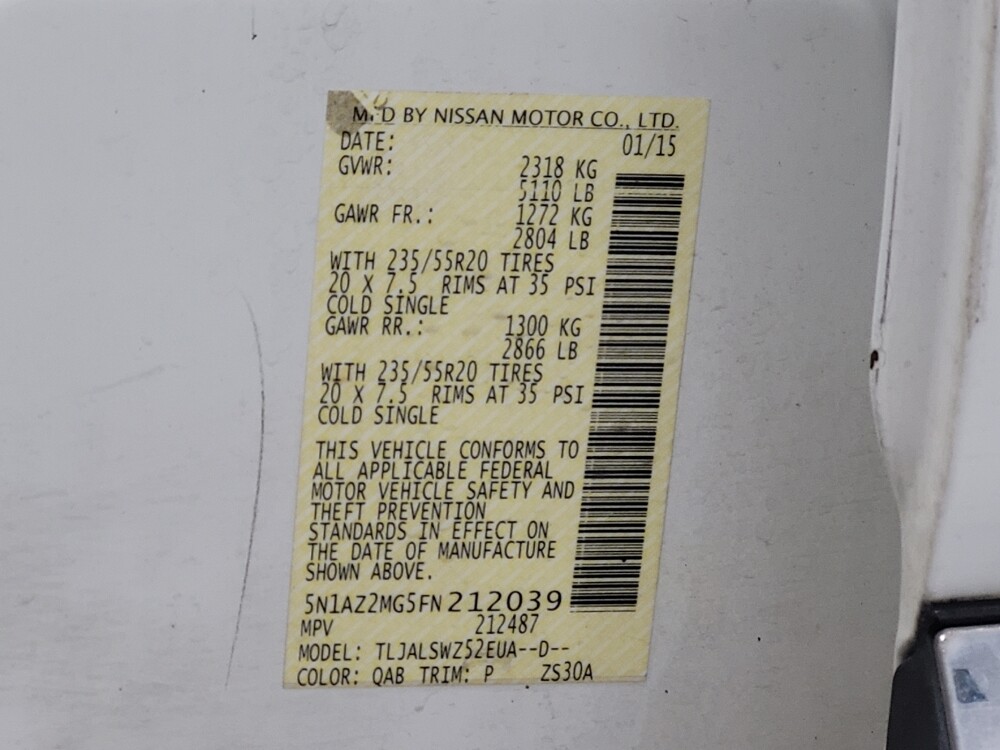 MFD BY NISSAN MOTOR CO., LTD.
DATE: 01/15
GVWR: 2318 KG
5110 LB
GAWR FR.: 1272 KG
2804 LB
WITH 235/55R20 TIRES
20 X 7.5 RIMS AT 35 PSI
COLD SINGLE
GAWR RR.: 1300 KG
2866 LB
WITH 235/55R20 TIRES
20 X 7.5 RIMS AT 35 PSI
COLD SINGLE
THIS VEHICLE CONFORMS TO
ALL APPLICABLE FEDERAL
MOTOR VEHICLE SAFETY AND
THEFT PREVENTION
STANDARDS IN EFFECT ON
THE DATE OF MANUFACTURE
SHOWN ABOVE.
5N1AZ2MG5FN212039
MPV 212487
MODEL: TLJALSWZ52EUA--D--
COLOR: QAB TRIM: P ZS30A